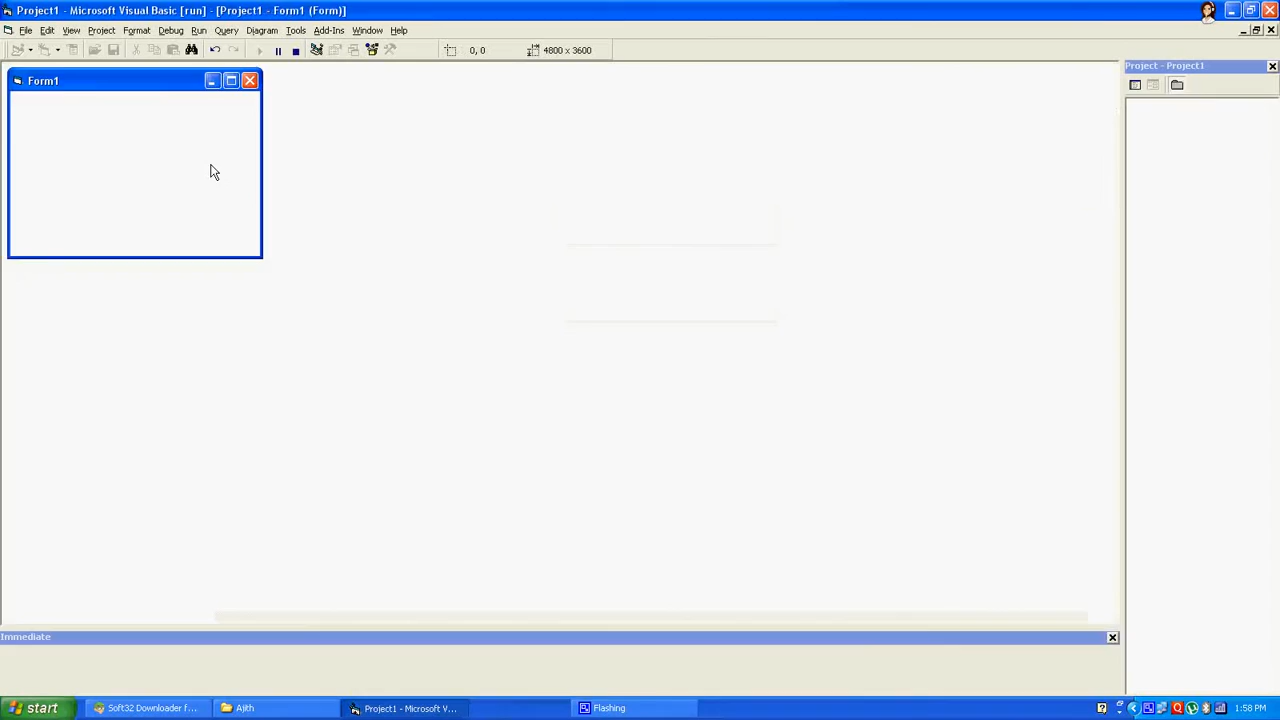 Project1 - Microsoft Visual Basic [run] - [Project1 - Form1 (Form)]
File Edit View Project Format Debug Run Query Diagram Tools Add-Ins Window Help
0, 0 4800 x 3600
Project - Project1
Form1
Immediate
start Soft32 Downloader f... Ajith Project1 - Microsoft V... Flashing 1:58 PM